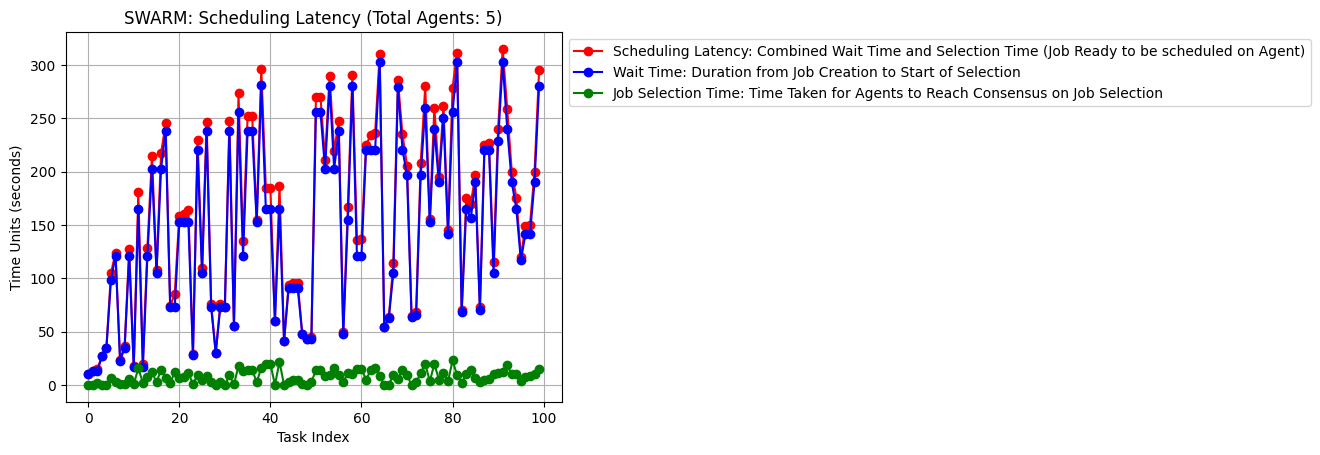 SWARM: Scheduling Latency (Total Agents: 5)
Scheduling Latency: Combined Wait Time and Selection Time (Job Ready to be scheduled on Agent)
Wait Time: Duration from Job Creation to Start of Selection
Job Selection Time: Time Taken for Agents to Reach Consensus on Job Selection
Time Units (seconds)
300
250
200
150
100
50
0
0 20 40 60 80 100
Task Index